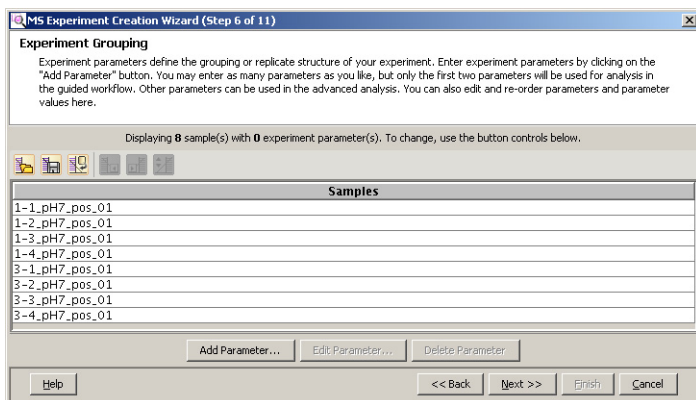 MS Experiment Creation Wizard (Step 6 of 11)
Experiment Grouping
Experiment parameters define the grouping or replicate structure of your experiment. Enter experiment parameters by clicking on the
"Add Parameter" button. You may enter as many parameters as you like, but only the first two parameters will be used for analysis in
the guided workflow. Other parameters can be used in the advanced analysis. You can also edit and re-order parameters and parameter
values here.
Displaying 8 sample(s) with 0 experiment parameter(s). To change, use the button controls below.
Samples
1-1_pH7_pos_01
1-2_pH7_pos_01
1-3_pH7_pos_01
1-4_pH7_pos_01
3-1_pH7_pos_01
3-2_pH7_pos_01
3-3_pH7_pos_01
3-4_pH7_pos_01
Add Parameter... Edit Parameter... Delete Parameter
Help << Back Next >> Finish Cancel